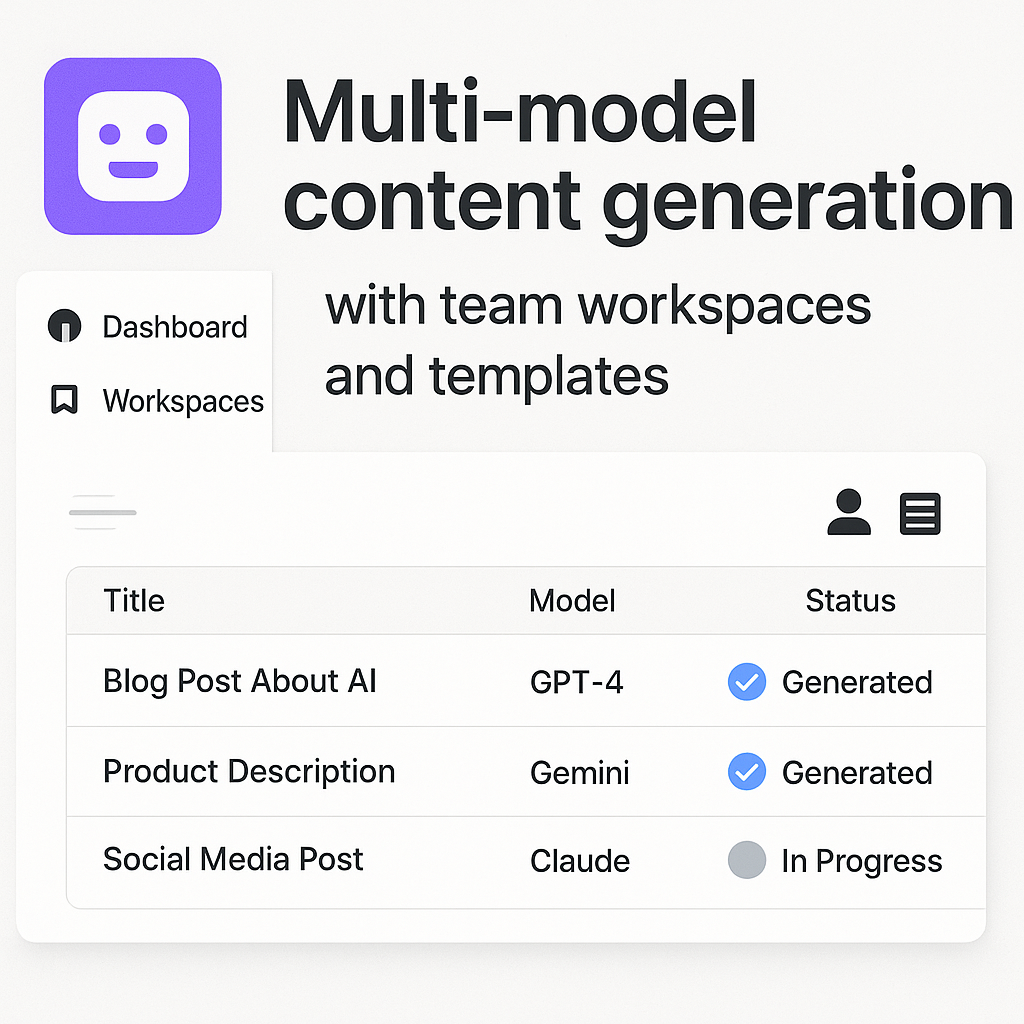 Multi-model
content generation
with team workspaces
and templates
Dashboard
Workspaces
Title Model Status
Blog Post About AI GPT-4 Generated
Product Description Gemini Generated
Social Media Post Claude In Progress